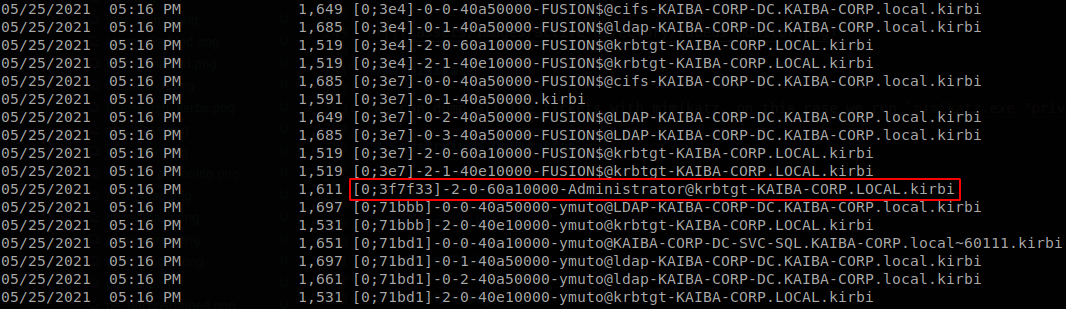 05/25/2021 05:16 PM 1,649 [0;3e4]-0-0-40a50000-FUSION$@cifs-KAIBA-CORP-DC.KAIBA-CORP.local.kirbi
05/25/2021 05:16 PM 1,685 [0;3e4]-0-1-40a50000-FUSION$@ldap-KAIBA-CORP-DC.KAIBA-CORP.local.kirbi
05/25/2021 05:16 PM 1,519 [0;3e4]-2-0-60a10000-FUSION$@krbtgt-KAIBA-CORP.LOCAL.kirbi
05/25/2021 05:16 PM 1,519 [0;3e4]-2-1-40e10000-FUSION$@krbtgt-KAIBA-CORP.LOCAL.kirbi
05/25/2021 05:16 PM 1,685 [0;3e7]-0-0-40a50000-FUSION$@cifs-KAIBA-CORP-DC.KAIBA-CORP.local.kirbi
05/25/2021 05:16 PM 1,591 [0;3e7]-0-1-40a50000.kirbi
05/25/2021 05:16 PM 1,649 [0;3e7]-0-2-40a50000-FUSION$@LDAP-KAIBA-CORP-DC.KAIBA-CORP.local.kirbi
05/25/2021 05:16 PM 1,685 [0;3e7]-0-3-40a50000-FUSION$@LDAP-KAIBA-CORP-DC.KAIBA-CORP.local.kirbi
05/25/2021 05:16 PM 1,519 [0;3e7]-2-0-60a10000-FUSION$@krbtgt-KAIBA-CORP.LOCAL.kirbi
05/25/2021 05:16 PM 1,519 [0;3e7]-2-1-40e10000-FUSION$@krbtgt-KAIBA-CORP.LOCAL.kirbi
05/25/2021 05:16 PM 1,611 [0;3f7f33]-2-0-60a10000-Administrator@krbtgt-KAIBA-CORP.LOCAL.kirbi
05/25/2021 05:16 PM 1,697 [0;71bbb]-0-0-40a50000-ymuto@LDAP-KAIBA-CORP-DC.KAIBA-CORP.local.kirbi
05/25/2021 05:16 PM 1,531 [0;71bbb]-2-0-40e10000-ymuto@krbtgt-KAIBA-CORP.LOCAL.kirbi
05/25/2021 05:16 PM 1,651 [0;71bd1]-0-0-40a10000-ymuto@KAIBA-CORP-DC-SVC-SQL.KAIBA-CORP.local~60111.kirbi
05/25/2021 05:16 PM 1,697 [0;71bd1]-0-1-40a50000-ymuto@ldap-KAIBA-CORP-DC.KAIBA-CORP.local.kirbi
05/25/2021 05:16 PM 1,661 [0;71bd1]-0-2-40a50000-ymuto@ldap-KAIBA-CORP-DC.KAIBA-CORP.local.kirbi
05/25/2021 05:16 PM 1,531 [0;71bd1]-2-0-40e10000-ymuto@krbtgt-KAIBA-CORP.LOCAL.kirbi